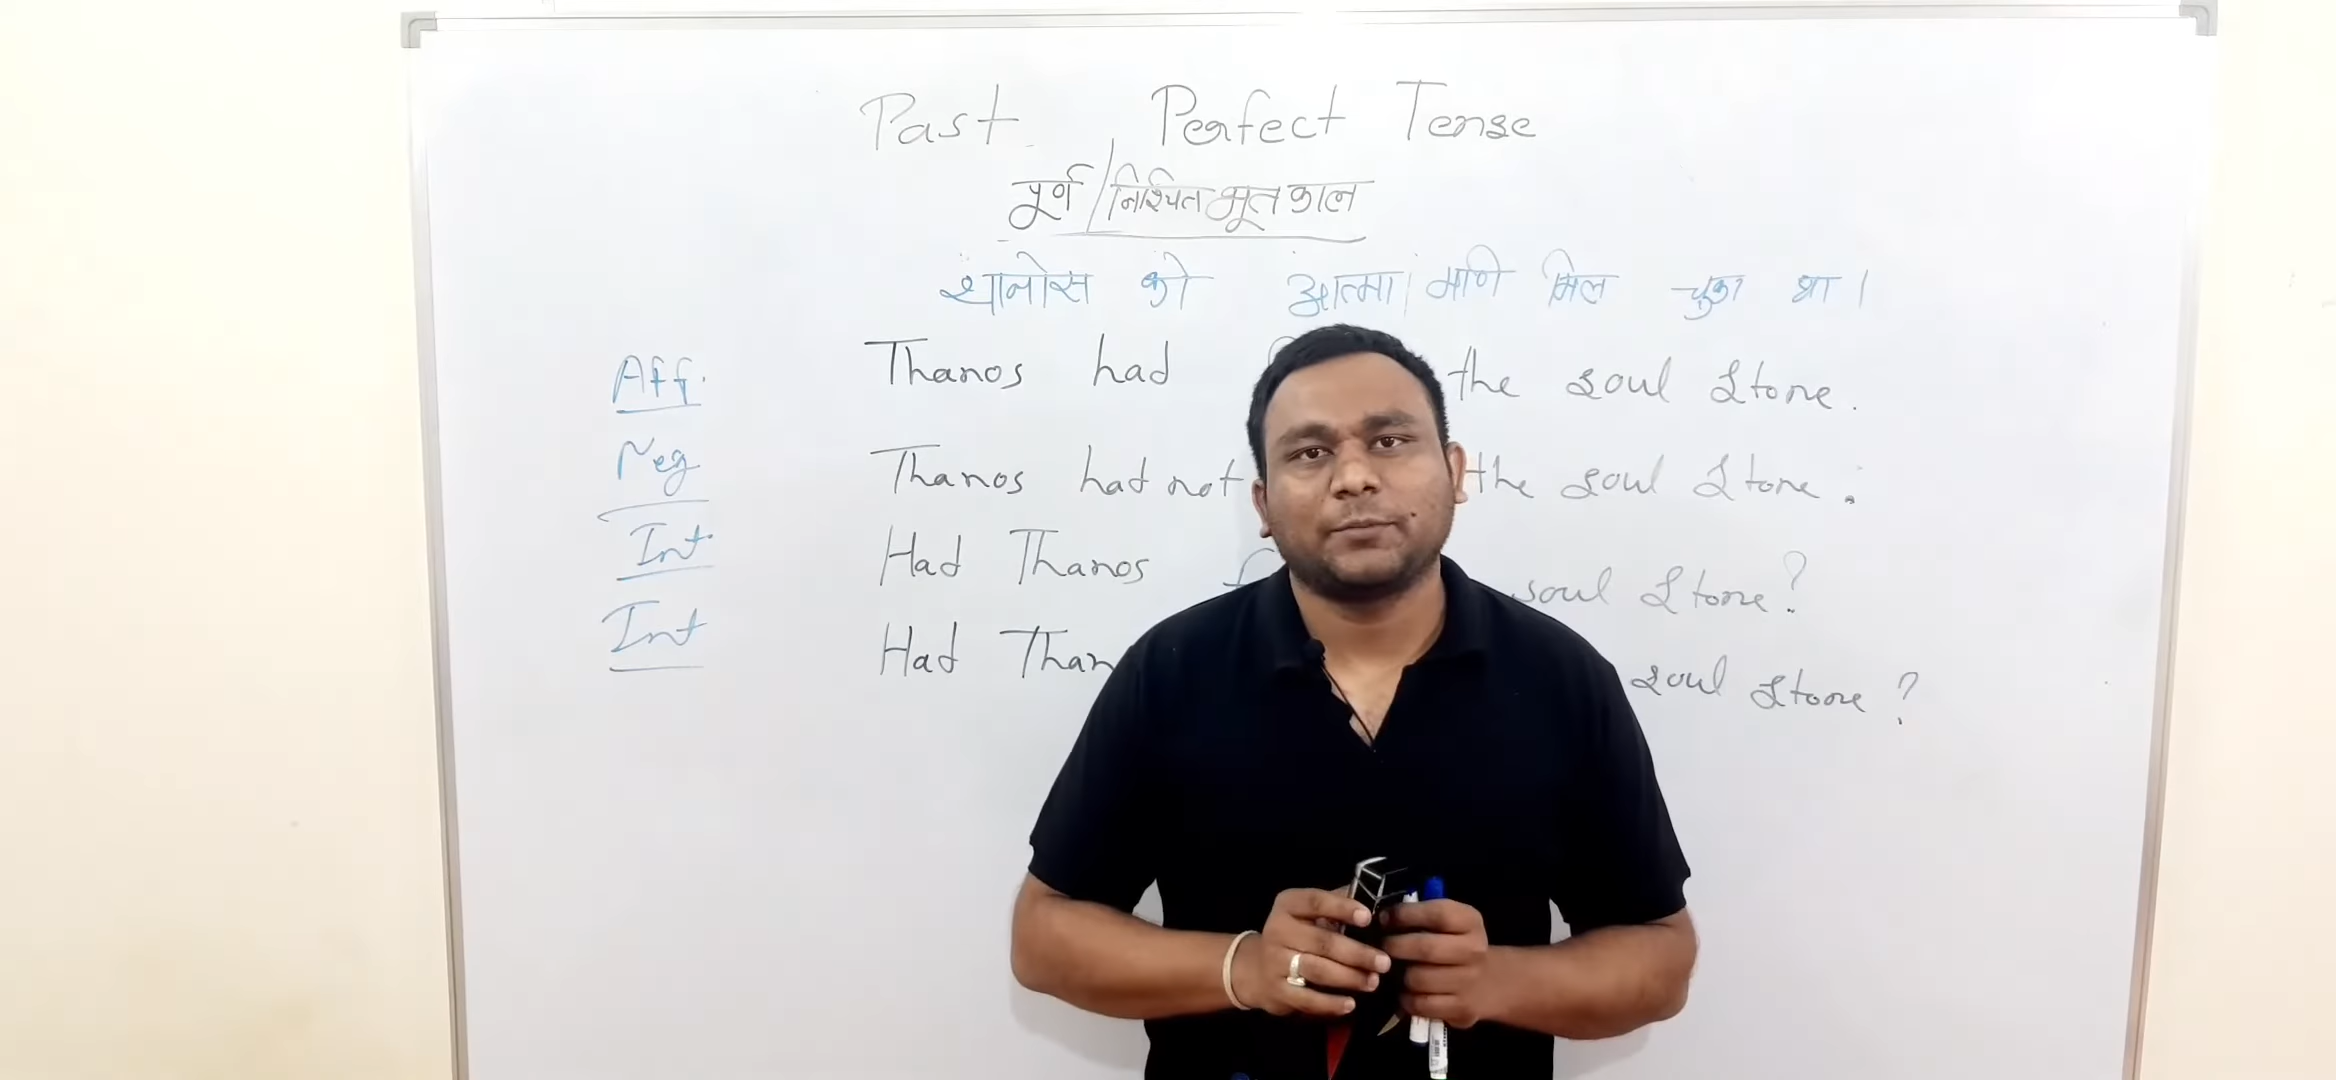 Past Perfect Tense
पूर्ण / निश्चित भूतकाल
थानोस को आत्मा मणि मिल चुका था।
Aff. Thanos had the soul stone.
Neg Thanos had not the soul stone.
Int. Had Thanos soul stone?
Int Had soul stone?